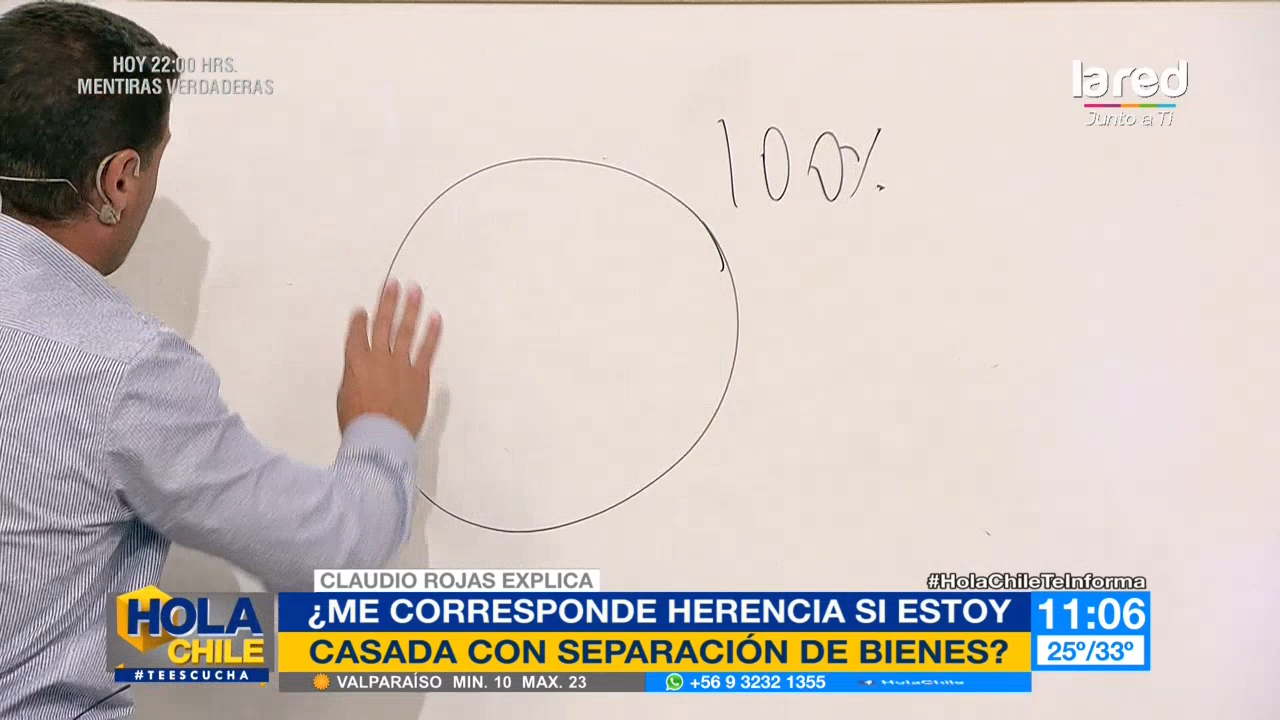 HOY 22:00 HRS.
MENTIRAS VERDADERAS
lared
Junto a Ti
100%
CLAUDIO ROJAS EXPLICA
#HolaChileTeInforma
HOLA
CHILE
#TEESCUCHA
¿ME CORRESPONDE HERENCIA SI ESTOY
CASADA CON SEPARACIÓN DE BIENES?
11:06
25º/33º
VALPARAÍSO MIN. 10 MAX. 23
+56 9 3232 1355